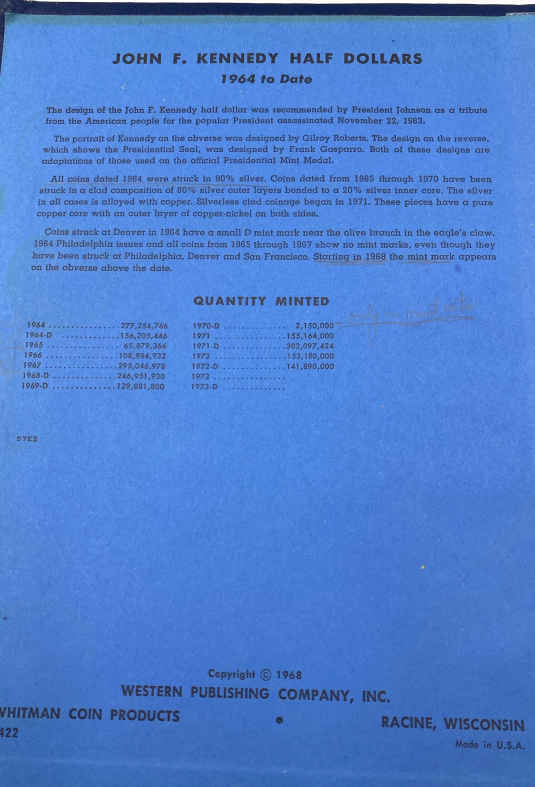 JOHN F. KENNEDY HALF DOLLARS
1964 to Date
The design of the John F. Kennedy half dollar was recommended by President Johnson as a tribute
from the American people for the popular President assassinated November 22, 1963.
The portrait of Kennedy on the obverse was designed by Gilroy Roberts. The design on the reverse,
which shows the Presidential Seal, was designed by Frank Gasparro. Both of these designs are
adaptations of those used on the official Presidential Mint Medal.
All coins dated 1964 were struck in 90% silver. Coins dated from 1965 through 1970 have been
struck in a clad composition of 80% silver outer layers bonded to a 20% silver inner core. The silver
in all cases is alloyed with copper. Silverless clad coinage began in 1971. These pieces have a pure
copper core with an outer layer of copper-nickel on both sides.
Coins struck at Denver in 1964 have a small D mint mark near the olive branch in the eagle's claw.
1964 Philadelphia issues and all coins from 1965 through 1967 show no mint marks, even though they
have been struck at Philadelphia, Denver and San Francisco. Starting in 1968 the mint mark appears
on the obverse above the date.
QUANTITY MINTED
1964 ............... 277,254,766
1964-D ............ 156,205,446
1965 ............... 65,879,366
1966 ............... 108,984,932
1967 ............... 295,046,978
1968-D ............. 246,951,930
1969-D ............. 129,881,800
1970-D ............. 2,150,000
1971 ............... 155,164,000
1971-D ............. 302,097,424
1972 ............... 153,180,000
1972-D ............. 141,890,000
1973 ...............
1973-D .............
Copyright © 1968
WESTERN PUBLISHING COMPANY, INC.
WHITMAN COIN PRODUCTS • RACINE, WISCONSIN
422
Made in U.S.A.